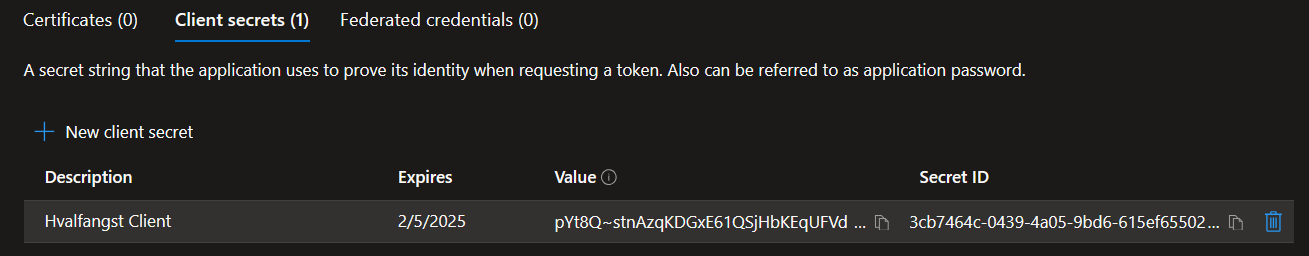 Certificates (0) Client secrets (1) Federated credentials (0)
A secret string that the application uses to prove its identity when requesting a token. Also can be referred to as application password.
New client secret
Description Expires Value Secret ID
Hvalfangst Client 2/5/2025 pYt8Q~stnAzqKDGxE61QSjHbKEqUFVd ... 3cb7464c-0439-4a05-9bd6-615ef65502...